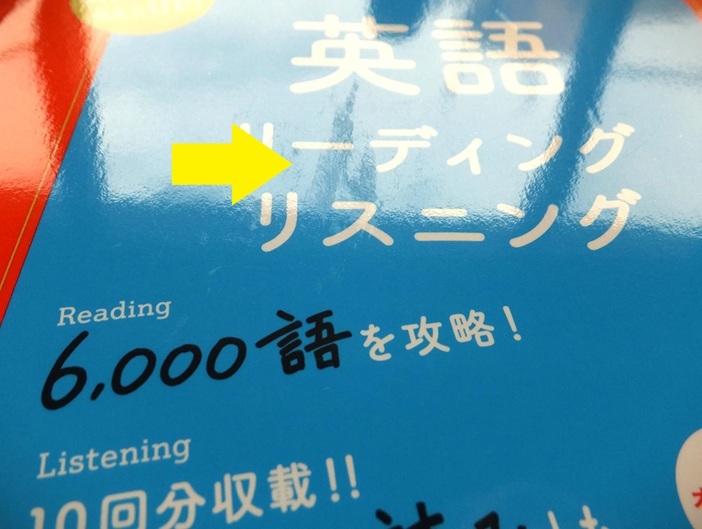 英語
リーディング
リスニング
Reading
6,000語を攻略!
Listening
10回分収載!!